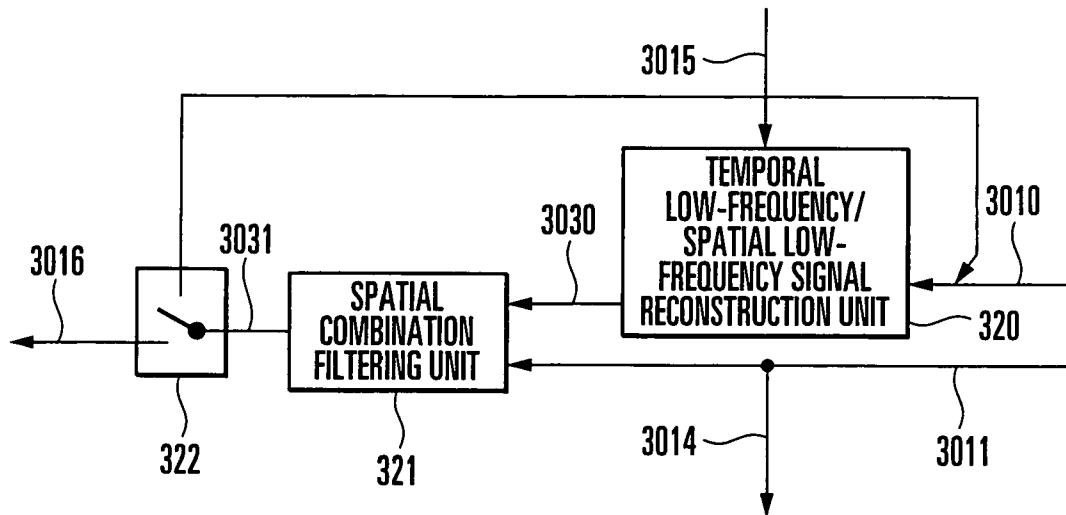 3015
TEMPORAL
LOW-FREQUENCY/
SPATIAL LOW-
FREQUENCY SIGNAL
RECONSTRUCTION UNIT
3010
3030
3031
3016
SPATIAL
COMBINATION
FILTERING UNIT
320
322
321
3014
3011